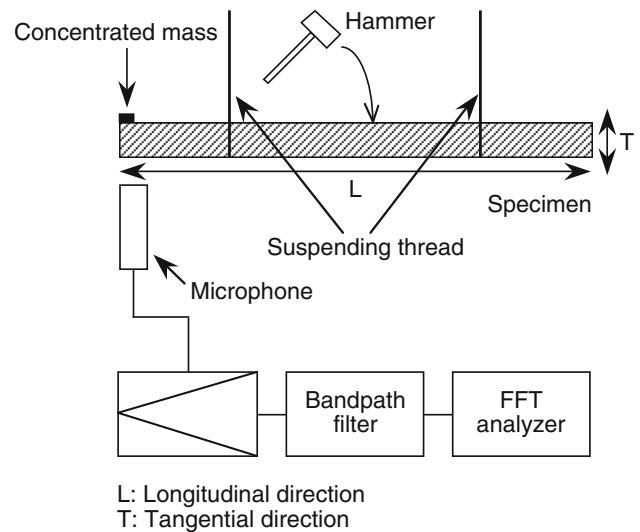 Concentrated mass
Hammer
T
L
Specimen
Suspending thread
Microphone
Bandpath
filter
FFT
analyzer
L: Longitudinal direction
T: Tangential direction